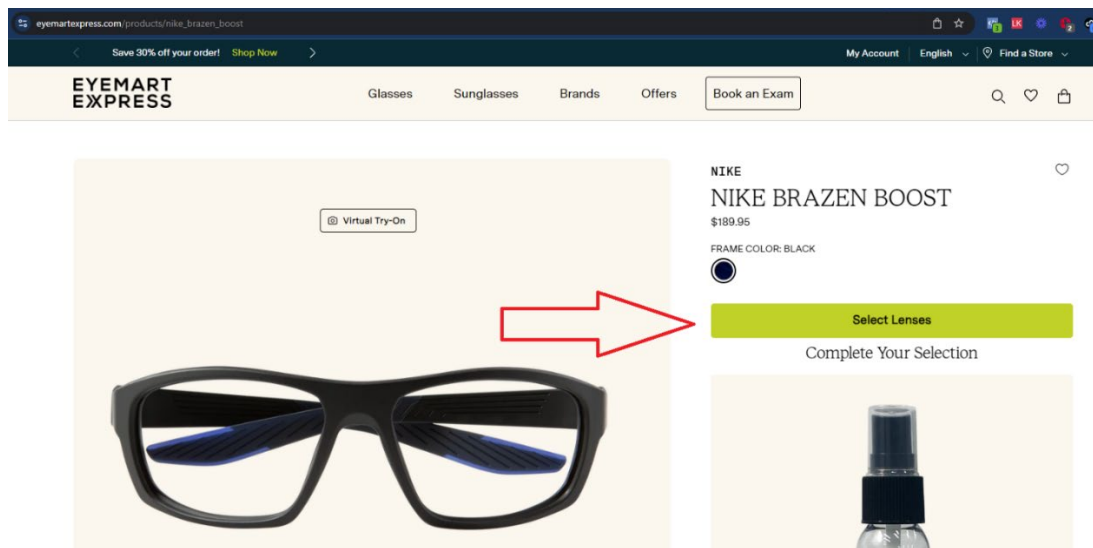 eyemartexpress.com/products/nike_brazen_boost
LK
2
Save 30% off your order! Shop Now
My Account
English
Find a Store
EYEMART
EXPRESS
Glasses
Sunglasses
Brands
Offers
Book an Exam
NIKE
NIKE BRAZEN BOOST
$189.95
Virtual Try-On
FRAME COLOR: BLACK
Select Lenses
Complete Your Selection